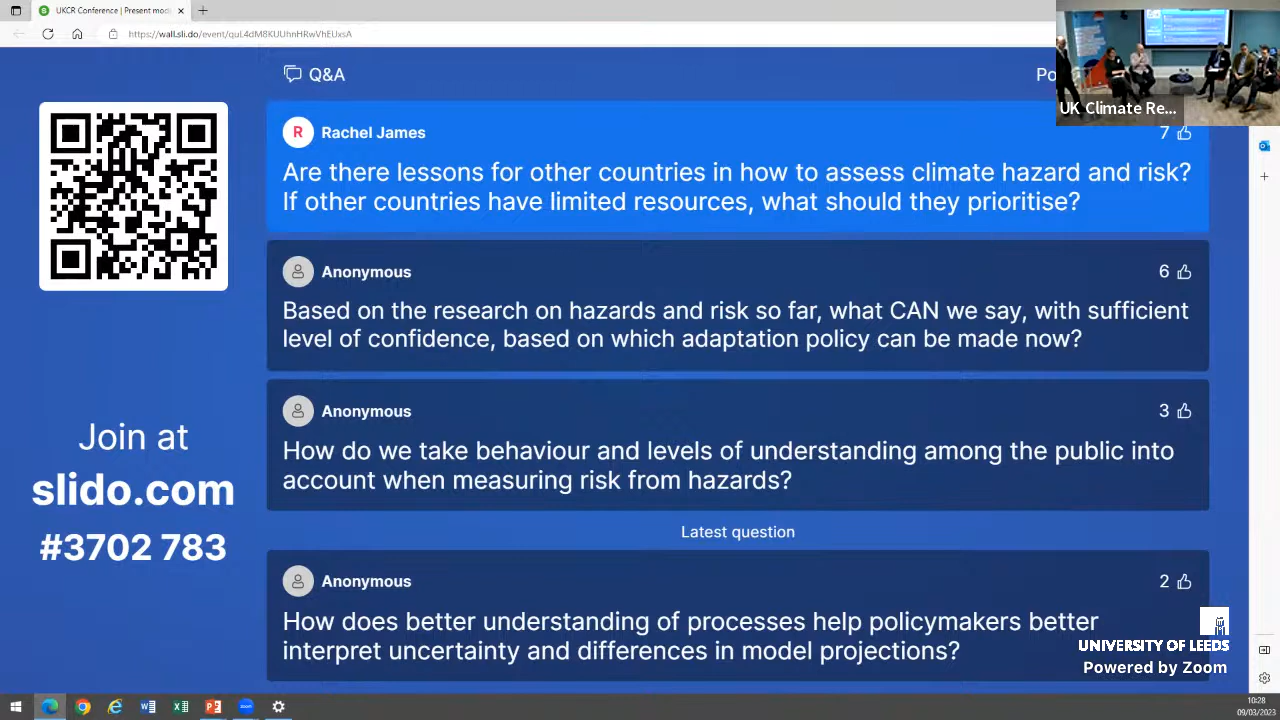 UKCR Conference | Present mod
https://wall.sli.do/event/quL4dM8KUUhnHRwVhEUxsA
Q&A
Po
UK Climate Re...
Rachel James
7
Are there lessons for other countries in how to assess climate hazard and risk?
If other countries have limited resources, what should they prioritise?
Anonymous
6
Based on the research on hazards and risk so far, what CAN we say, with sufficient
level of confidence, based on which adaptation policy can be made now?
Anonymous
3
How do we take behaviour and levels of understanding among the public into
account when measuring risk from hazards?
Join at
slido.com
#3702 783
Latest question
Anonymous
2
How does better understanding of processes help policymakers better
interpret uncertainty and differences in model projections?
UNIVERSITY OF LEEDS
Powered by Zoom
10:28
09/03/2023